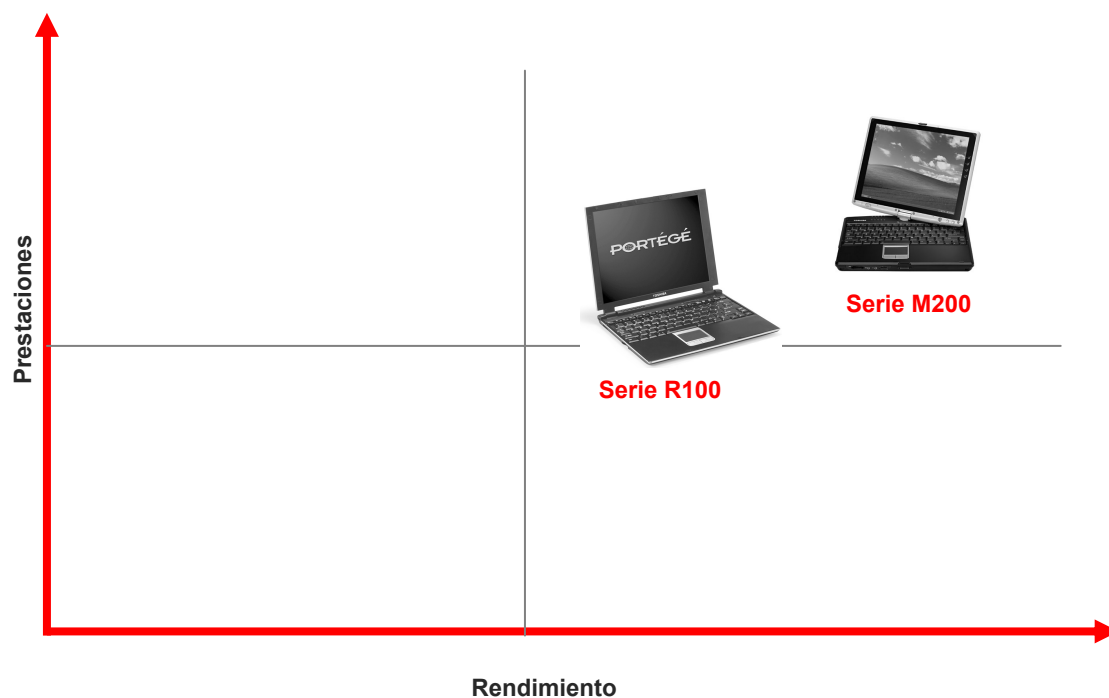 Prestaciones
PORTÉGÉ
Serie M200
Serie R100
Rendimiento